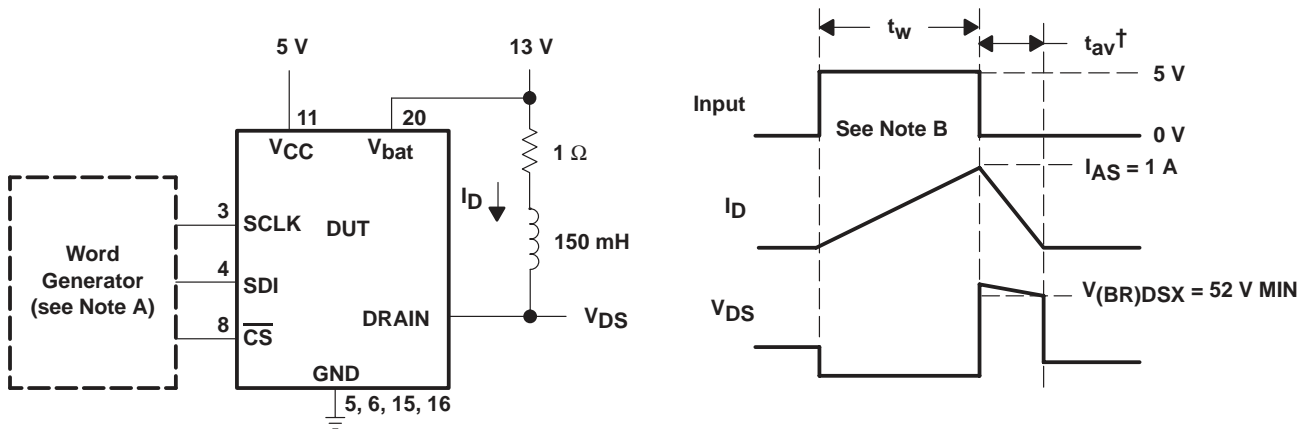 5 V
13 V
11
20
VCC
Vbat
1 Ω
ID
150 mH
Word
Generator
(see Note A)
3
SCLK
DUT
4
SDI
8
CS
DRAIN
VDS
GND
5, 6, 15, 16
tw
tav†
5 V
Input
See Note B
0 V
IAS = 1 A
ID
V(BR)DSX = 52 V MIN
VDS